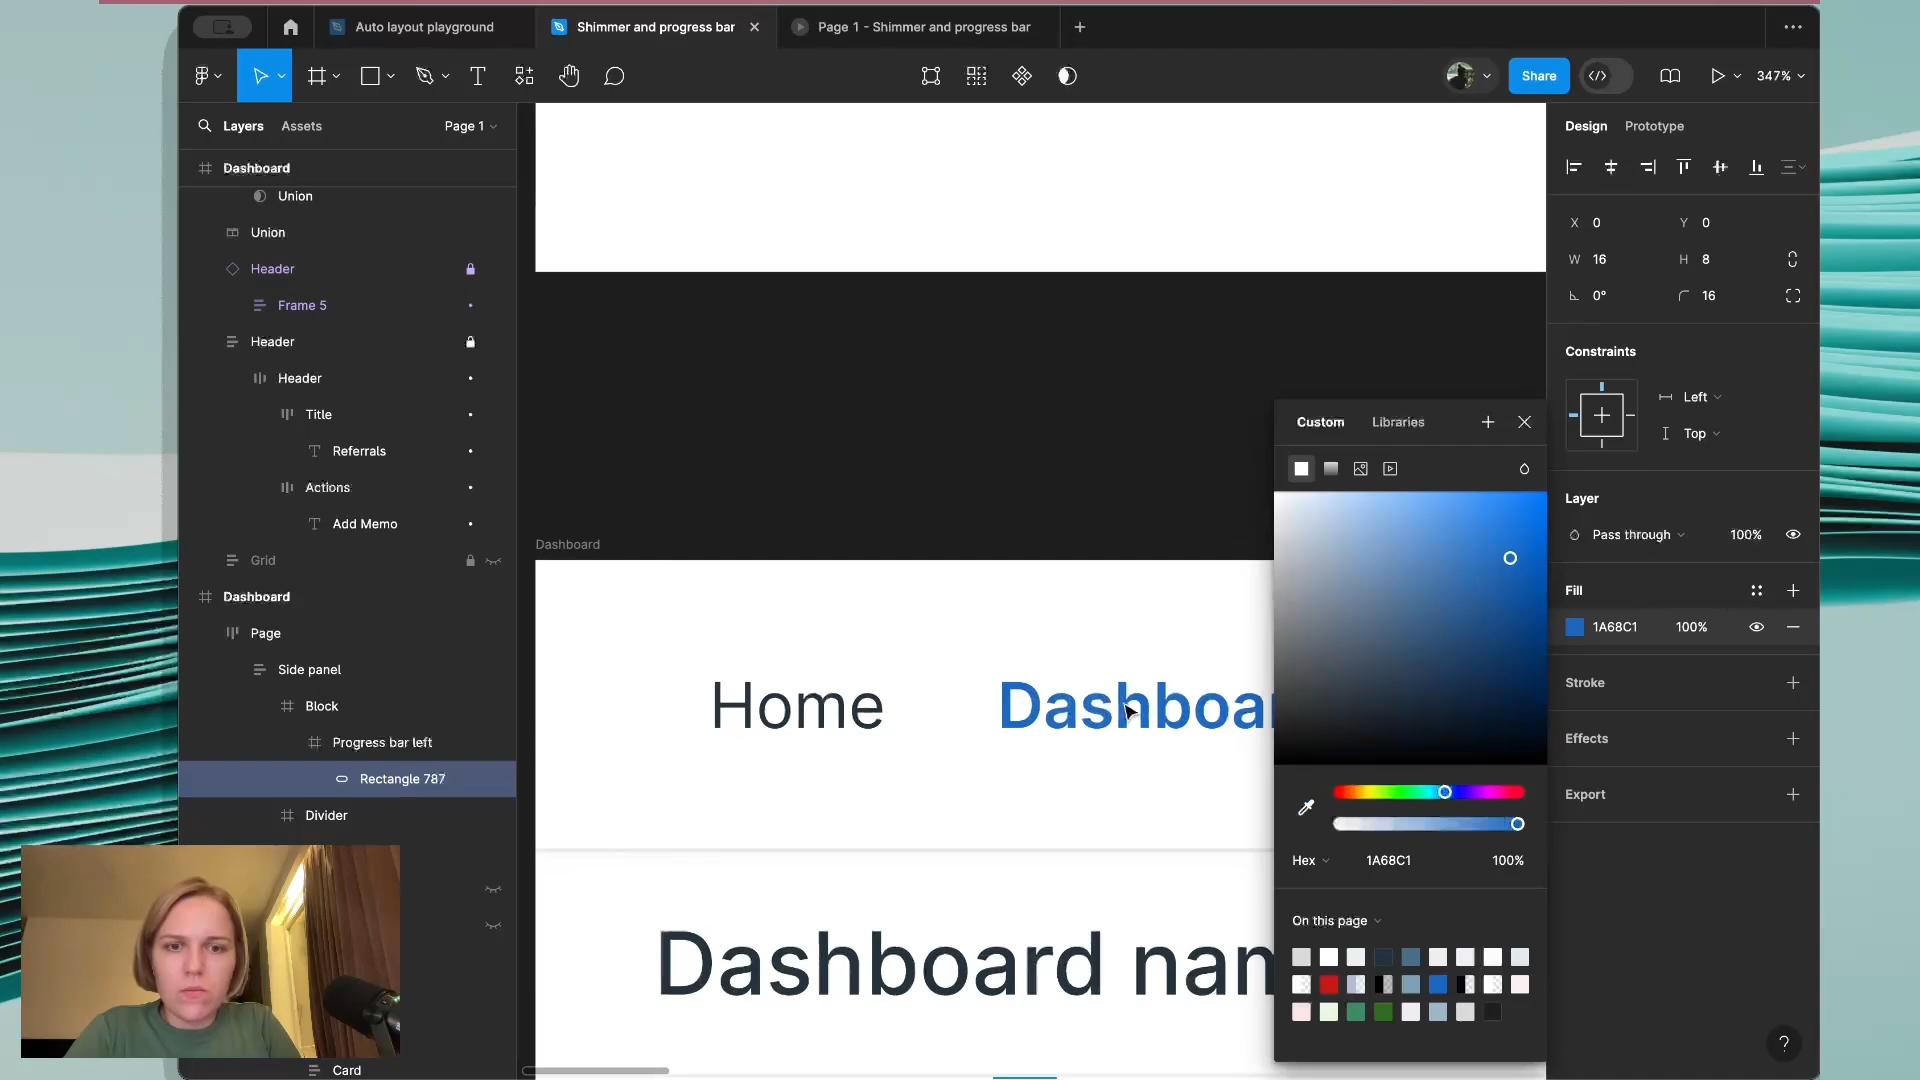 Auto layout playground
Shimmer and progress bar
Page 1 - Shimmer and progress bar
Share
347%
Layers
Assets
Page 1
Dashboard
Union
Union
Header
Frame 5
Header
Header
Title
Referrals
Actions
Add Memo
Grid
Dashboard
Page
Side panel
Block
Progress bar left
Rectangle 787
Divider
Card
Dashboard
Home
Dashboar
Dashboard nam
Custom
Libraries
Hex
1A68C1
100%
On this page
Design
Prototype
X 0
Y 0
W 16
H 8
0°
16
Constraints
Left
Top
Layer
Pass through
100%
Fill
1A68C1
100%
Stroke
Effects
Export
?